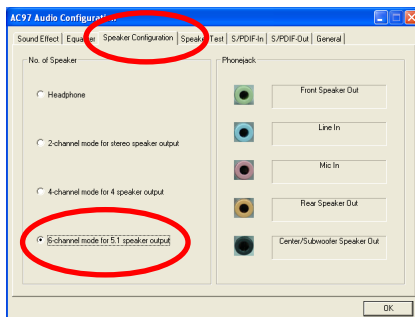 AC97 Audio Configuration
Sound Effect Equalizer Speaker Configuration Speaker Test S/PDIF-In S/PDIF-Out General
No. of Speaker
Headphone
2-channel mode for stereo speaker output
4-channel mode for 4 speaker output
6-channel mode for 5.1 speaker output
Phonejack
Front Speaker Out
Line In
Mic In
Rear Speaker Out
Center/Subwoofer Speaker Out
OK